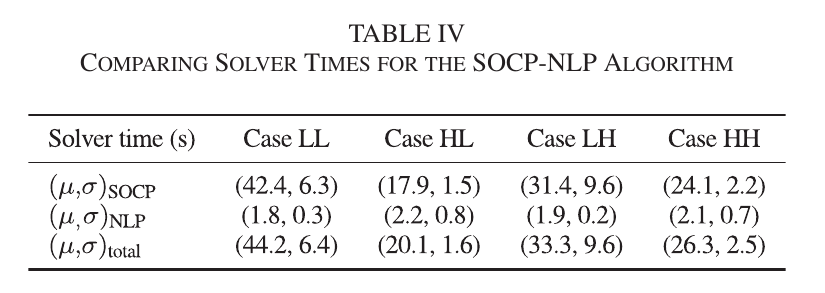 TABLE IV
COMPARING SOLVER TIMES FOR THE SOCP-NLP ALGORITHM
Solver time (s) Case LL Case HL Case LH Case HH
(μ,σ)SOCP (42.4, 6.3) (17.9, 1.5) (31.4, 9.6) (24.1, 2.2)
(μ,σ)NLP (1.8, 0.3) (2.2, 0.8) (1.9, 0.2) (2.1, 0.7)
(μ,σ)total (44.2, 6.4) (20.1, 1.6) (33.3, 9.6) (26.3, 2.5)